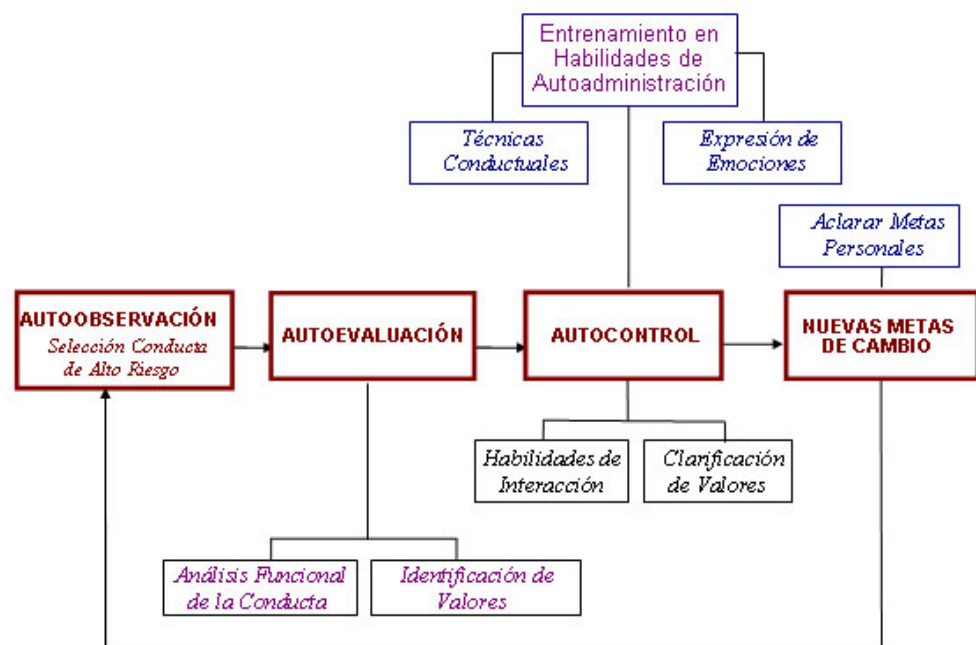 Entrenamiento en
Habilidades de
Autoadministración
Técnicas
Conductuales
Expresión de
Emociones
Aclarar Metas
Personales
AUTOOBSERVACIÓN
Selección Conducta
de Alto Riesgo
AUTOEVALUACIÓN
AUTOCONTROL
NUEVAS METAS
DE CAMBIO
Habilidades de
Interacción
Clarificación
de Valores
Análisis Funcional
de la Conducta
Identificación de
Valores